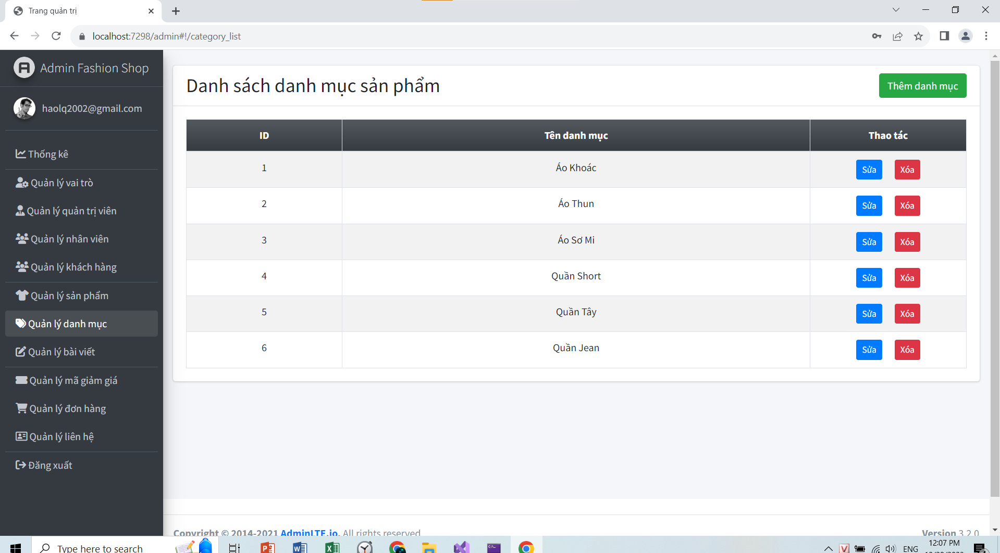 Trang quản trị
localhost:7298/admin#!/category_list
Admin Fashion Shop
haolq2002@gmail.com
Thống kê
Quản lý vai trò
Quản lý quản trị viên
Quản lý nhân viên
Quản lý khách hàng
Quản lý sản phẩm
Quản lý danh mục
Quản lý bài viết
Quản lý mã giảm giá
Quản lý đơn hàng
Quản lý liên hệ
Đăng xuất
Danh sách danh mục sản phẩm
Thêm danh mục
ID Tên danh mục Thao tác
1 Áo Khoác Sửa Xóa
2 Áo Thun Sửa Xóa
3 Áo Sơ Mi Sửa Xóa
4 Quần Short Sửa Xóa
5 Quần Tây Sửa Xóa
6 Quần Jean Sửa Xóa
Copyright © 2014-2021 AdminLTE.io. All rights reserved
Version 3.2.0
Type here to search
ENG
12:07 PM